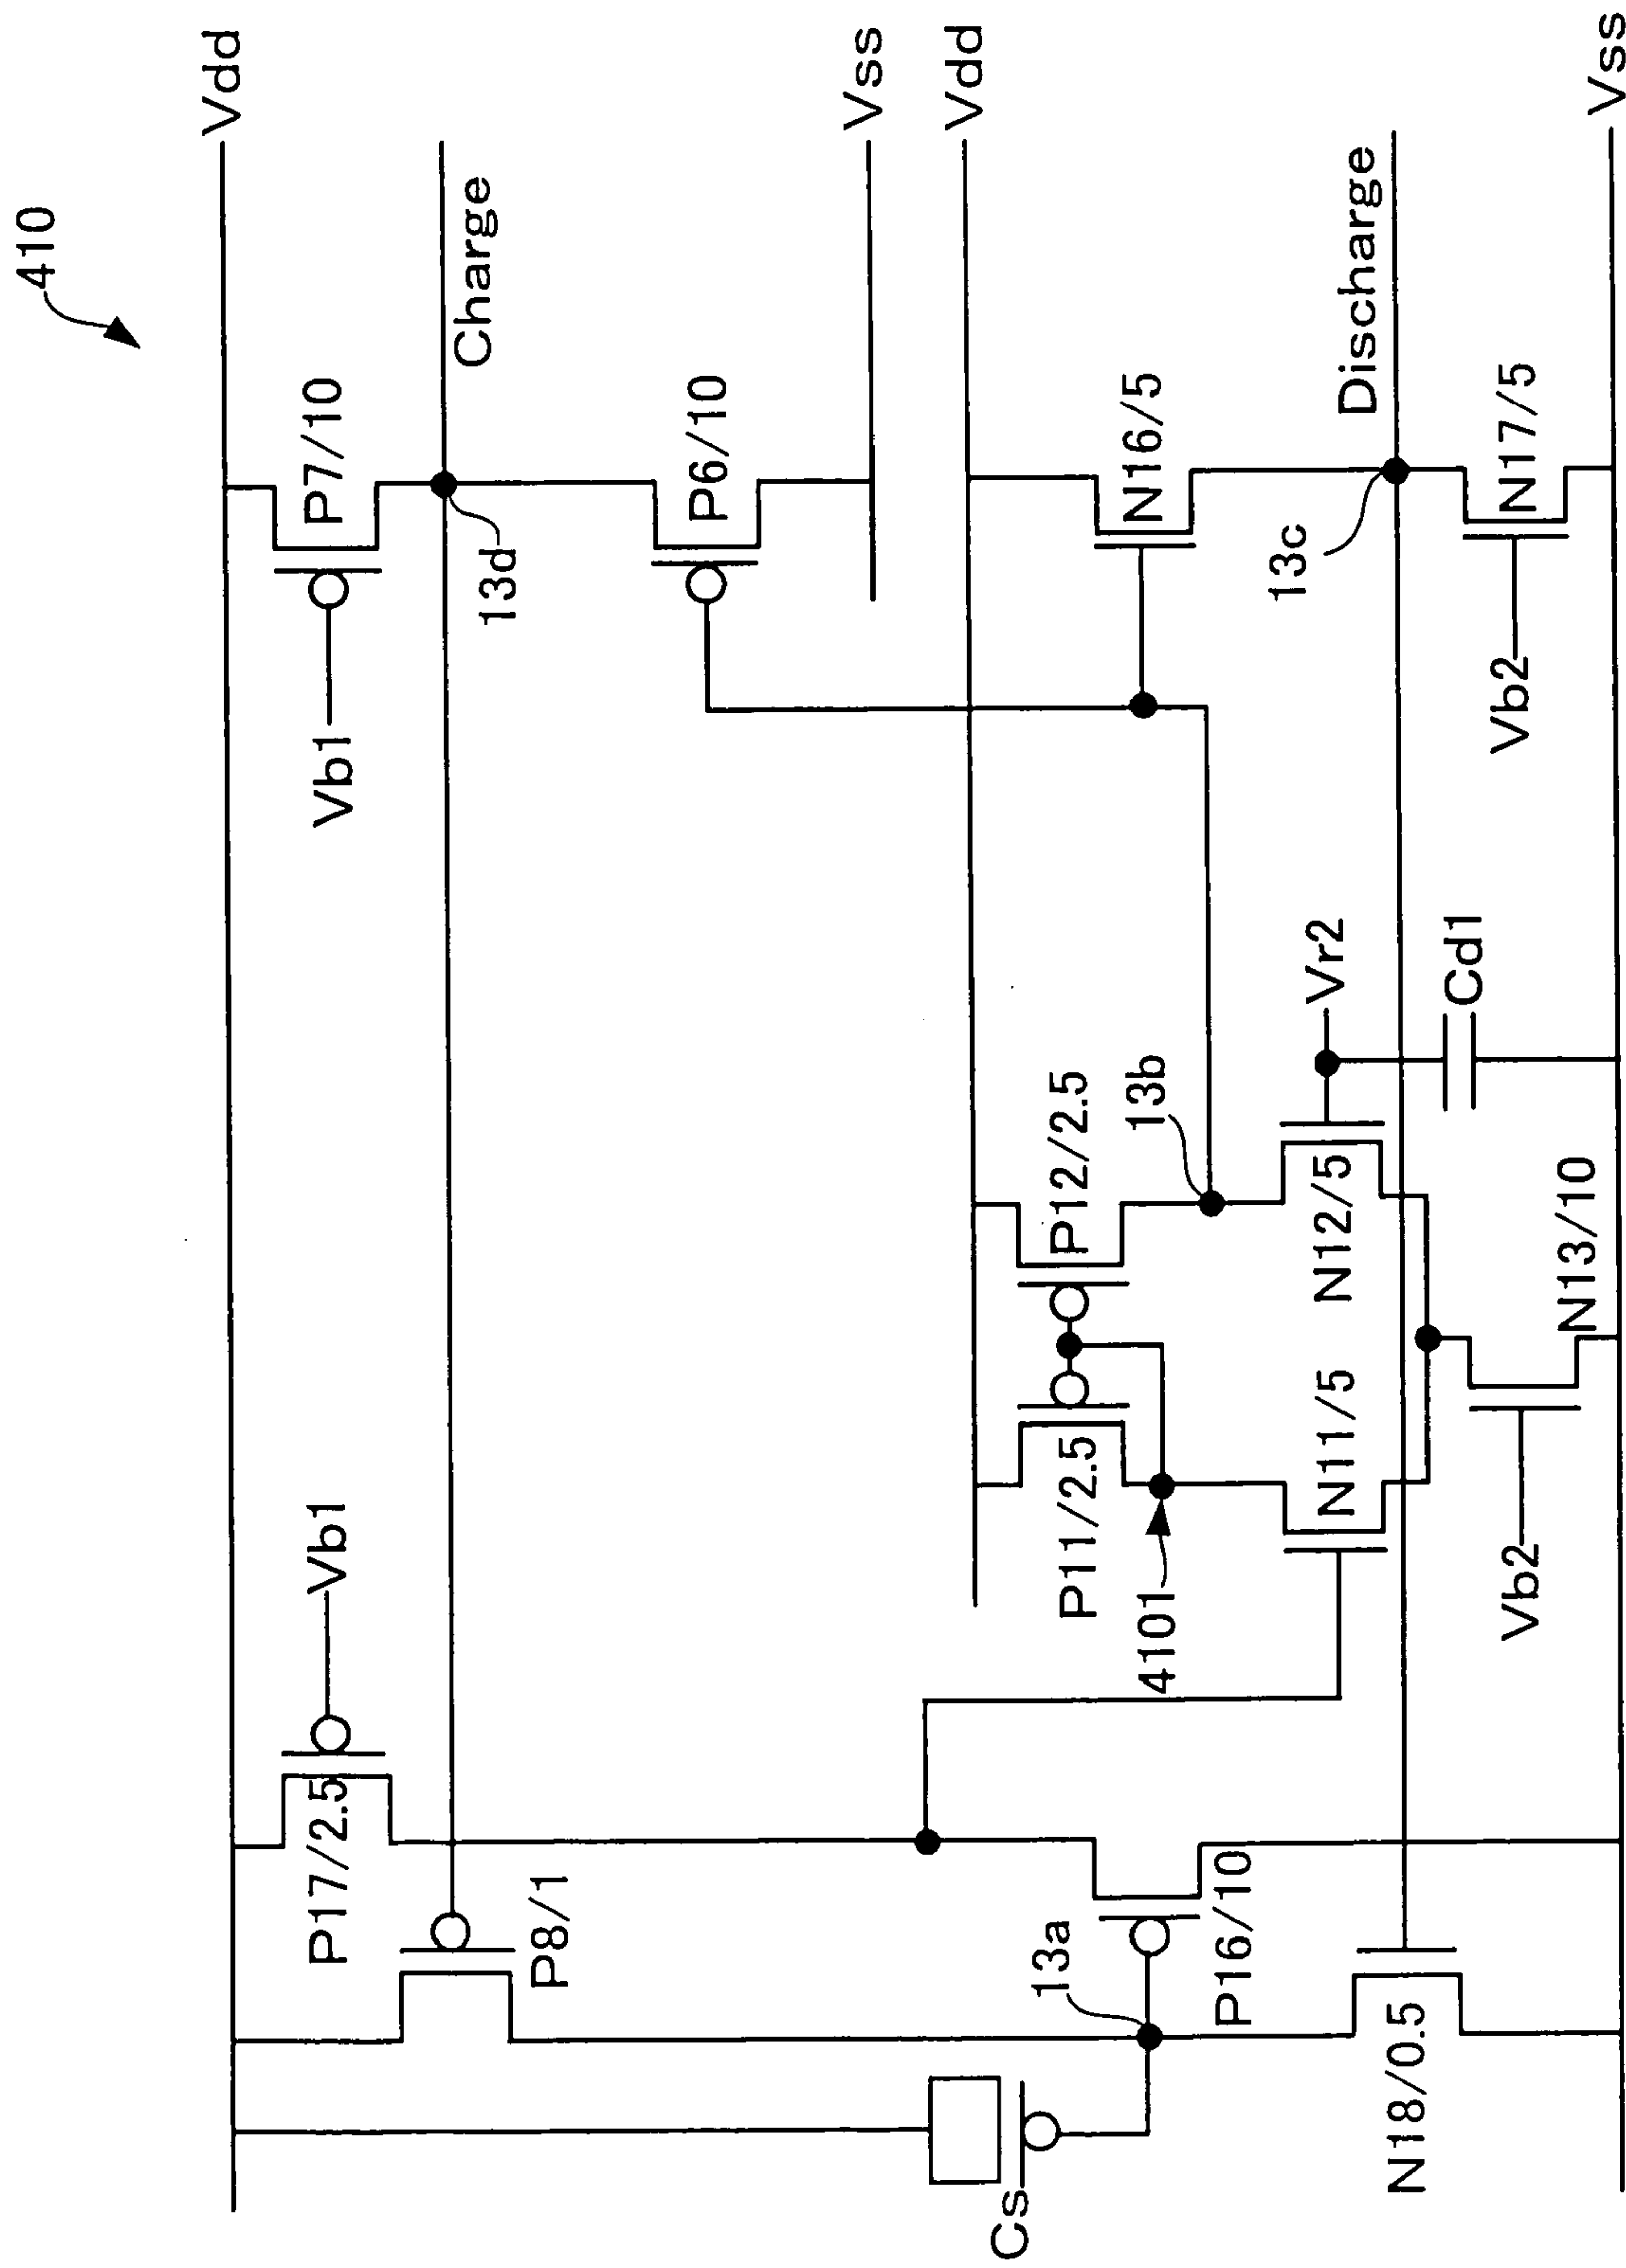 410
Vdd
Charge
Vss
Vdd
Discharge
Vss
P7/10
Vb1
13d
P6/10
N16/5
13c
N17/5
Vb2
Vr2
Cd1
13b
P12/2.5
N12/5
N13/10
P11/2.5
4101
N11/5
Vb2
Vb1
P17/2.5
P8/1
13a
P16/10
N18/0.5
Cs